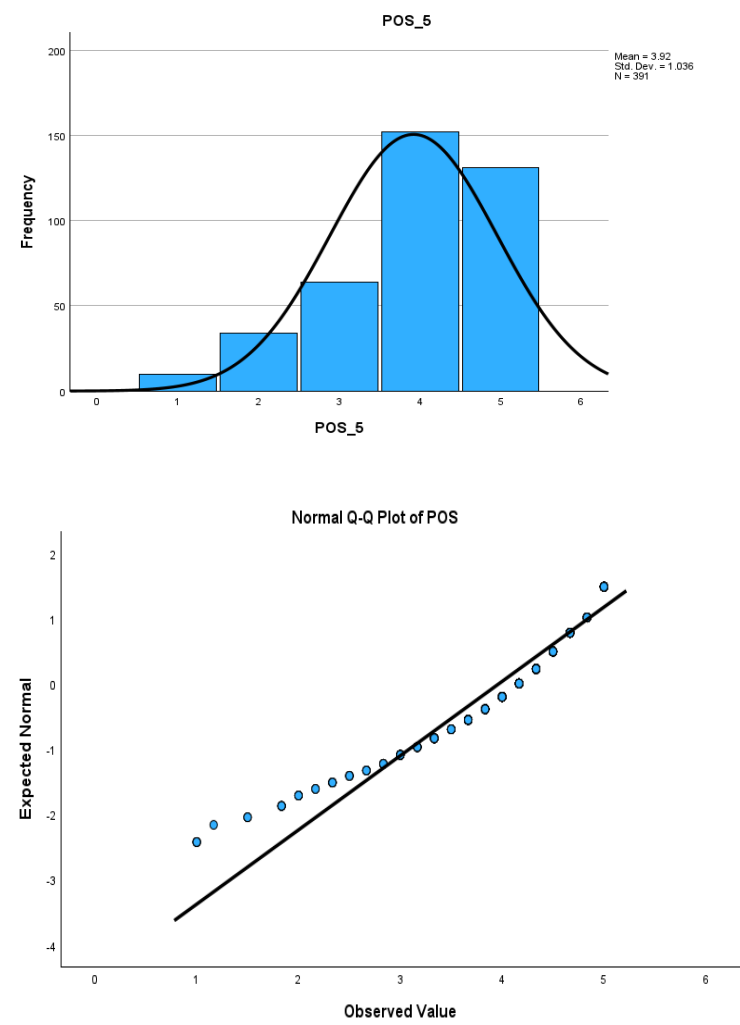 POS_5
Mean = 3.92
Std. Dev. = 1.036
N = 391
200
150
100
50
0
Frequency
0 1 2 3 4 5 6
POS_5
Normal Q-Q Plot of POS
2
1
0
-1
-2
-3
-4
Expected Normal
0 1 2 3 4 5 6
Observed Value